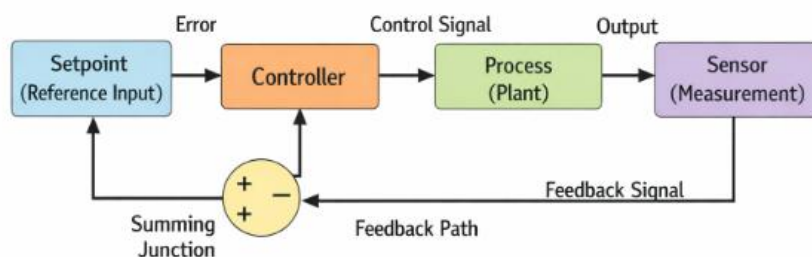 Error
Control Signal
Output
Setpoint
(Reference Input)
Controller
Process
(Plant)
Sensor
(Measurement)
+ −
+
Feedback Signal
Summing
Junction
Feedback Path